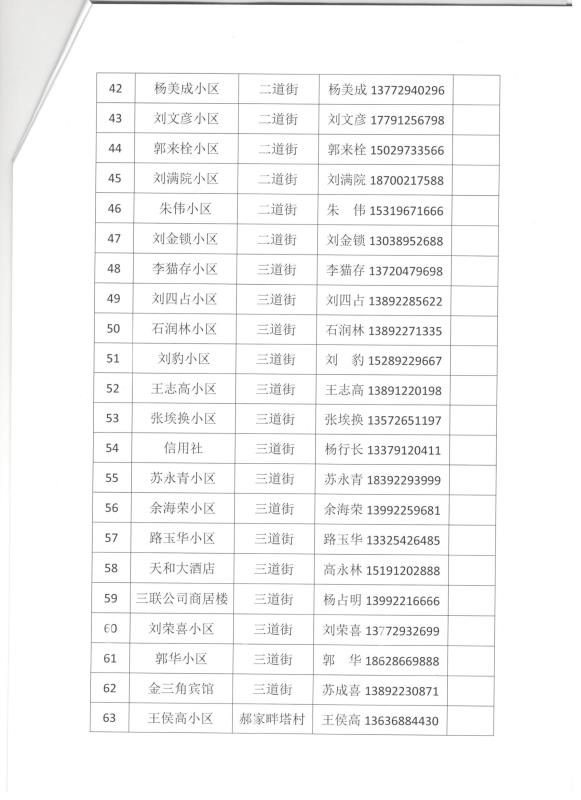 42 杨美成小区 二道街 杨美成 13772940296
43 刘文彦小区 二道街 刘文彦 17791256798
44 郭来栓小区 二道街 郭来栓 15029733566
45 刘满院小区 二道街 刘满院 18700217588
46 朱伟小区 二道街 朱 伟 15319671666
47 刘金锁小区 二道街 刘金锁 13038952688
48 李猫存小区 三道街 李猫存 13720479698
49 刘四占小区 三道街 刘四占 13892285622
50 石润林小区 三道街 石润林 13892271335
51 刘豹小区 三道街 刘 豹 15289229667
52 王志高小区 三道街 王志高 13891220198
53 张埃换小区 三道街 张埃换 13572651197
54 信用社 三道街 杨行长 13379120411
55 苏永青小区 三道街 苏永青 18392293999
56 余海荣小区 三道街 余海荣 13992259681
57 路玉华小区 三道街 路玉华 13325426485
58 天和大酒店 三道街 高永林 15191202888
59 三联公司商居楼 三道街 杨占明 13992216666
60 刘荣喜小区 三道街 刘荣喜 13772932699
61 郭华小区 三道街 郭 华 18628669888
62 金三角宾馆 三道街 苏成喜 13892230871
63 王侯高小区 郝家畔塔村 王侯高 13636884430